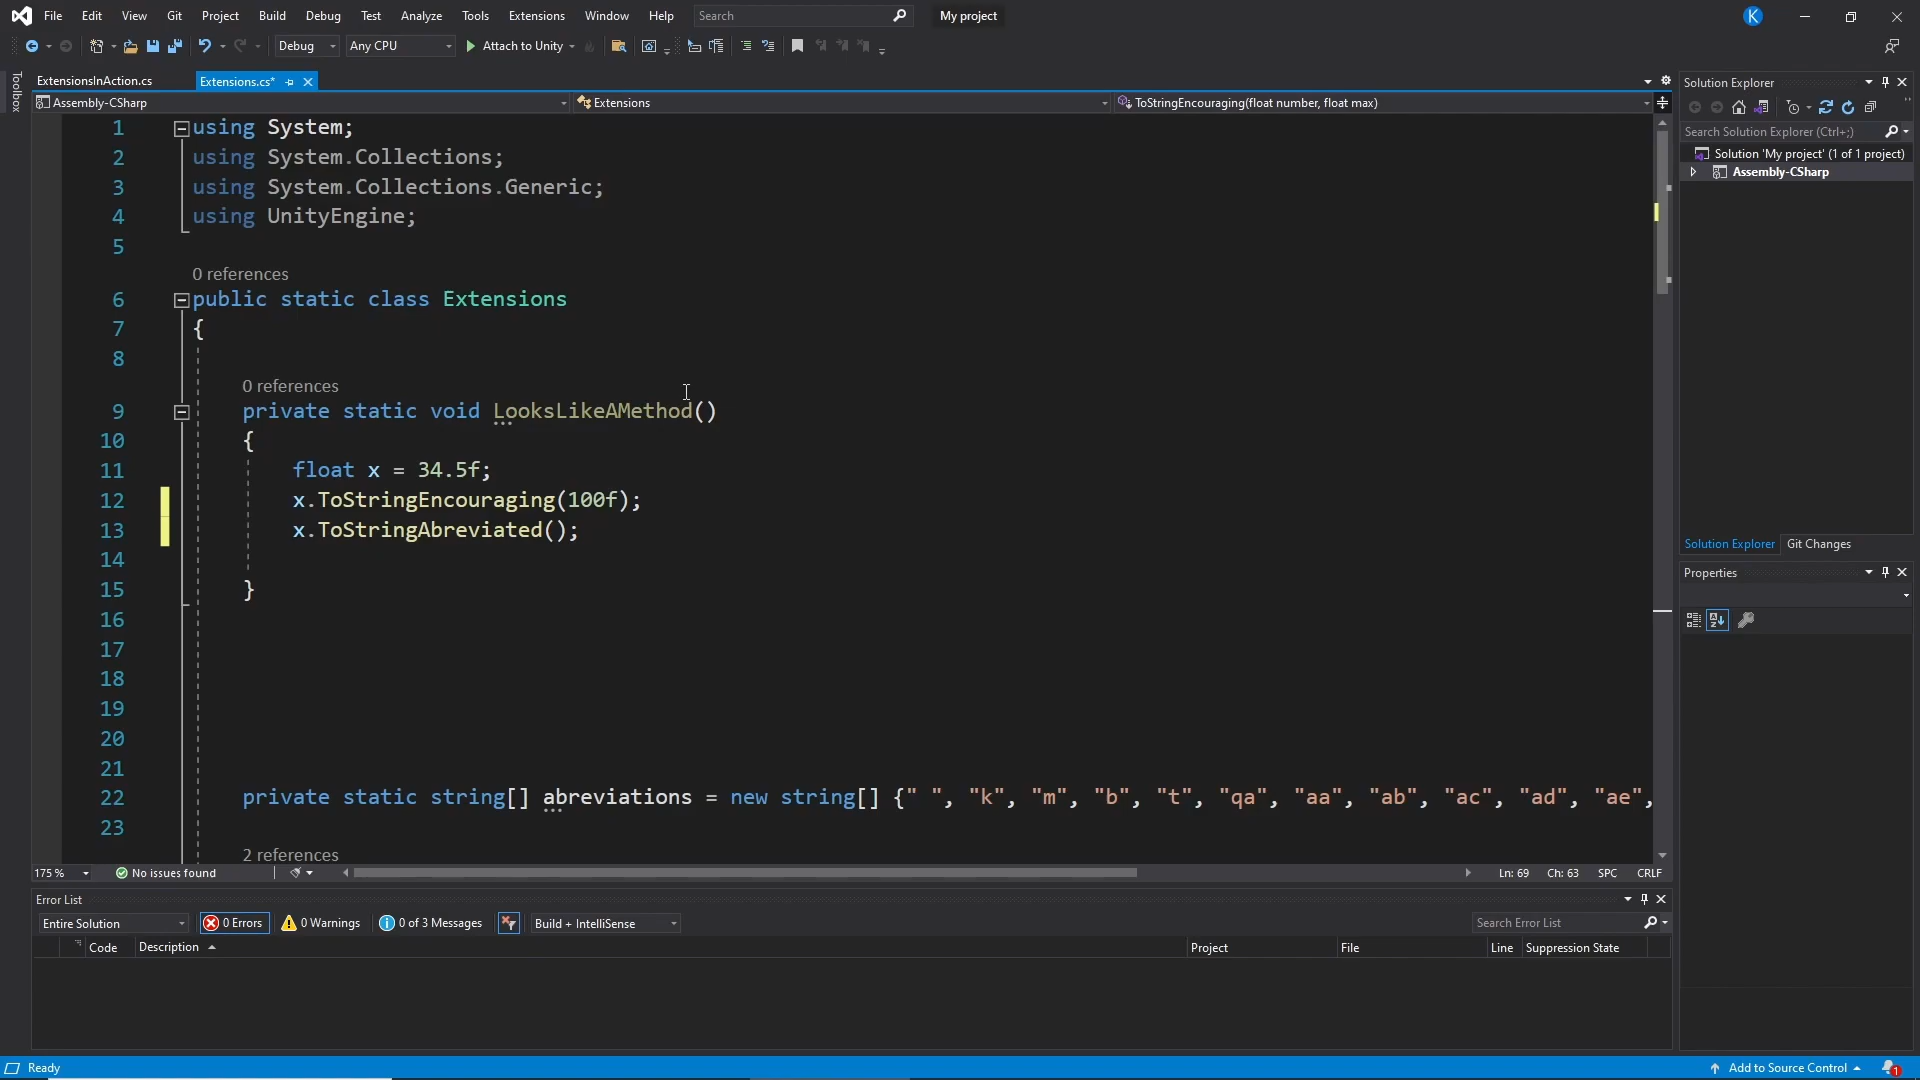 File Edit View Git Project Build Debug Test Analyze Tools Extensions Window Help Search My project K
Debug Any CPU Attach to Unity
Toolbox
ExtensionsInAction.cs Extensions.cs*
Assembly-CSharp Extensions ToStringEncouraging(float number, float max)
1 using System;
2 using System.Collections;
3 using System.Collections.Generic;
4 using UnityEngine;
5
0 references
6 public static class Extensions
7 {
8
0 references
9 private static void LooksLikeAMethod()
10 {
11 float x = 34.5f;
12 x.ToStringEncouraging(100f);
13 x.ToStringAbreviated();
14
15 }
16
17
18
19
20
21
22 private static string[] abreviations = new string[] {" ", "k", "m", "b", "t", "qa", "aa", "ab", "ac", "ad", "ae",
23
2 references
175 % No issues found Ln: 69 Ch: 63 SPC CRLF
Error List
Entire Solution 0 Errors 0 Warnings 0 of 3 Messages Build + IntelliSense Search Error List
Code Description Project File Line Suppression State
Solution Explorer
Search Solution Explorer (Ctrl+;)
Solution 'My project' (1 of 1 project)
Assembly-CSharp
Solution Explorer Git Changes
Properties
Ready Add to Source Control 1